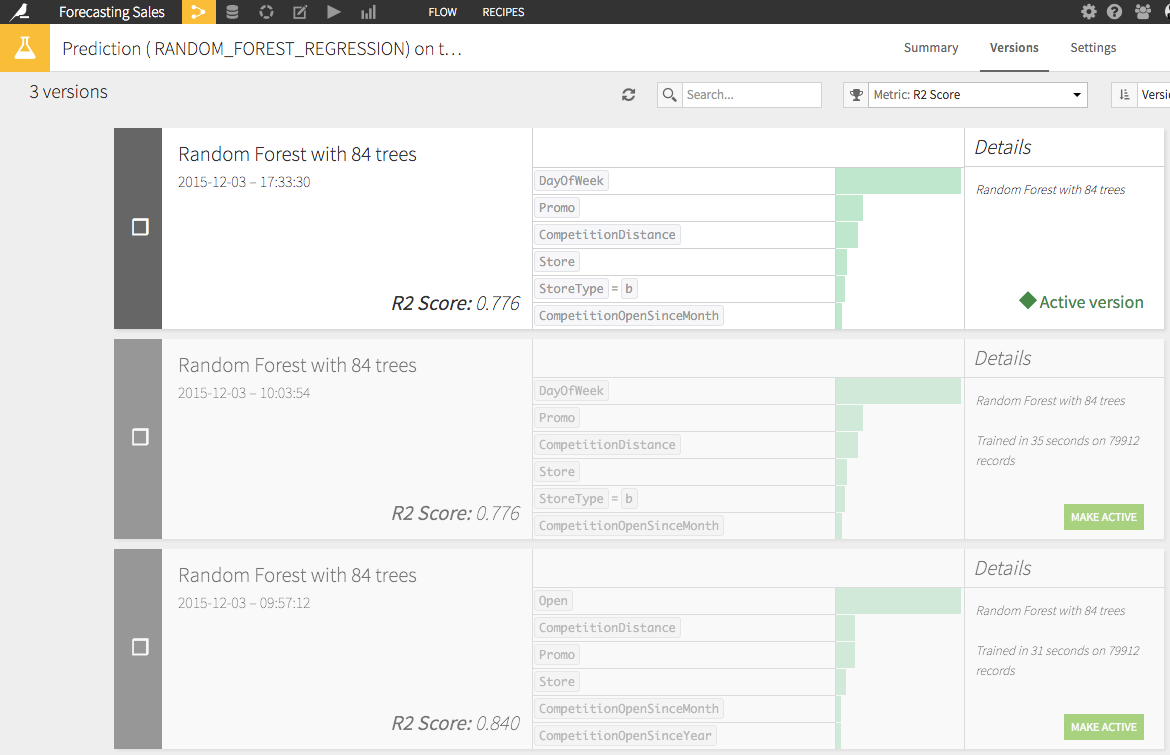 Forecasting Sales FLOW RECIPES
Prediction ( RANDOM_FOREST_REGRESSION) on t… Summary Versions Settings
3 versions Search... Metric: R2 Score
Random Forest with 84 trees
2015-12-03 – 17:33:30
R2 Score: 0.776
DayOfWeek
Promo
CompetitionDistance
Store
StoreType = b
CompetitionOpenSinceMonth
Details
Random Forest with 84 trees
Active version
Random Forest with 84 trees
2015-12-03 – 10:03:54
R2 Score: 0.776
DayOfWeek
Promo
CompetitionDistance
Store
StoreType = b
CompetitionOpenSinceMonth
Details
Random Forest with 84 trees
Trained in 35 seconds on 79912
records
MAKE ACTIVE
Random Forest with 84 trees
2015-12-03 – 09:57:12
R2 Score: 0.840
Open
CompetitionDistance
Promo
Store
CompetitionOpenSinceMonth
CompetitionOpenSinceYear
Details
Random Forest with 84 trees
Trained in 31 seconds on 79912
records
MAKE ACTIVE